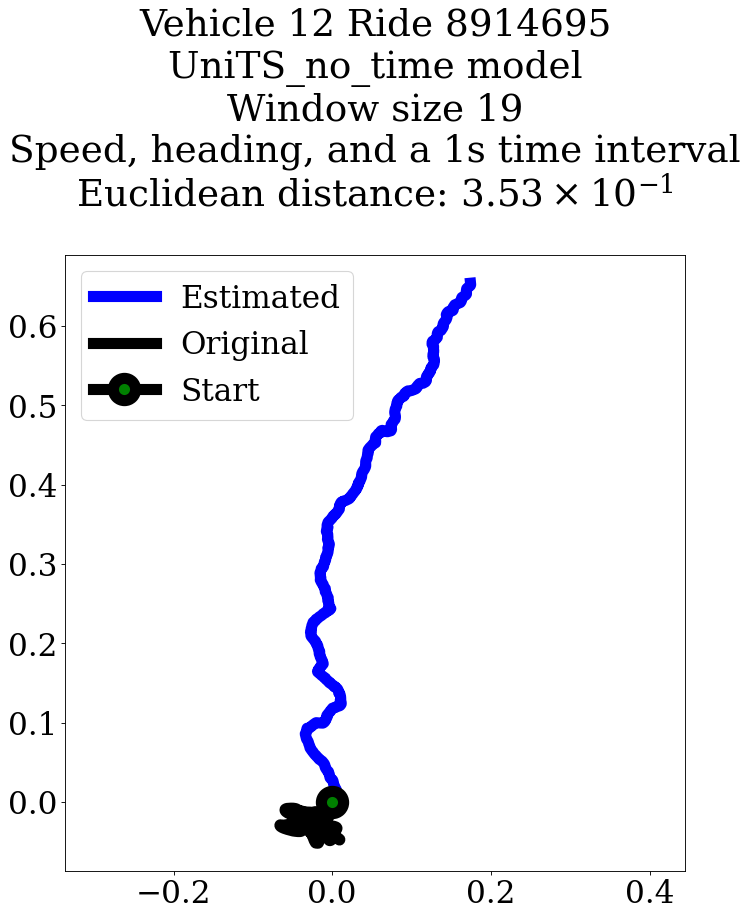 Vehicle 12 Ride 8914695
UniTS_no_time model
Window size 19
Speed, heading, and a 1s time interval
Euclidean distance: 3.53 × 10⁻¹
Estimated
Original
Start
0.6
0.5
0.4
0.3
0.2
0.1
0.0
−0.2 0.0 0.2 0.4